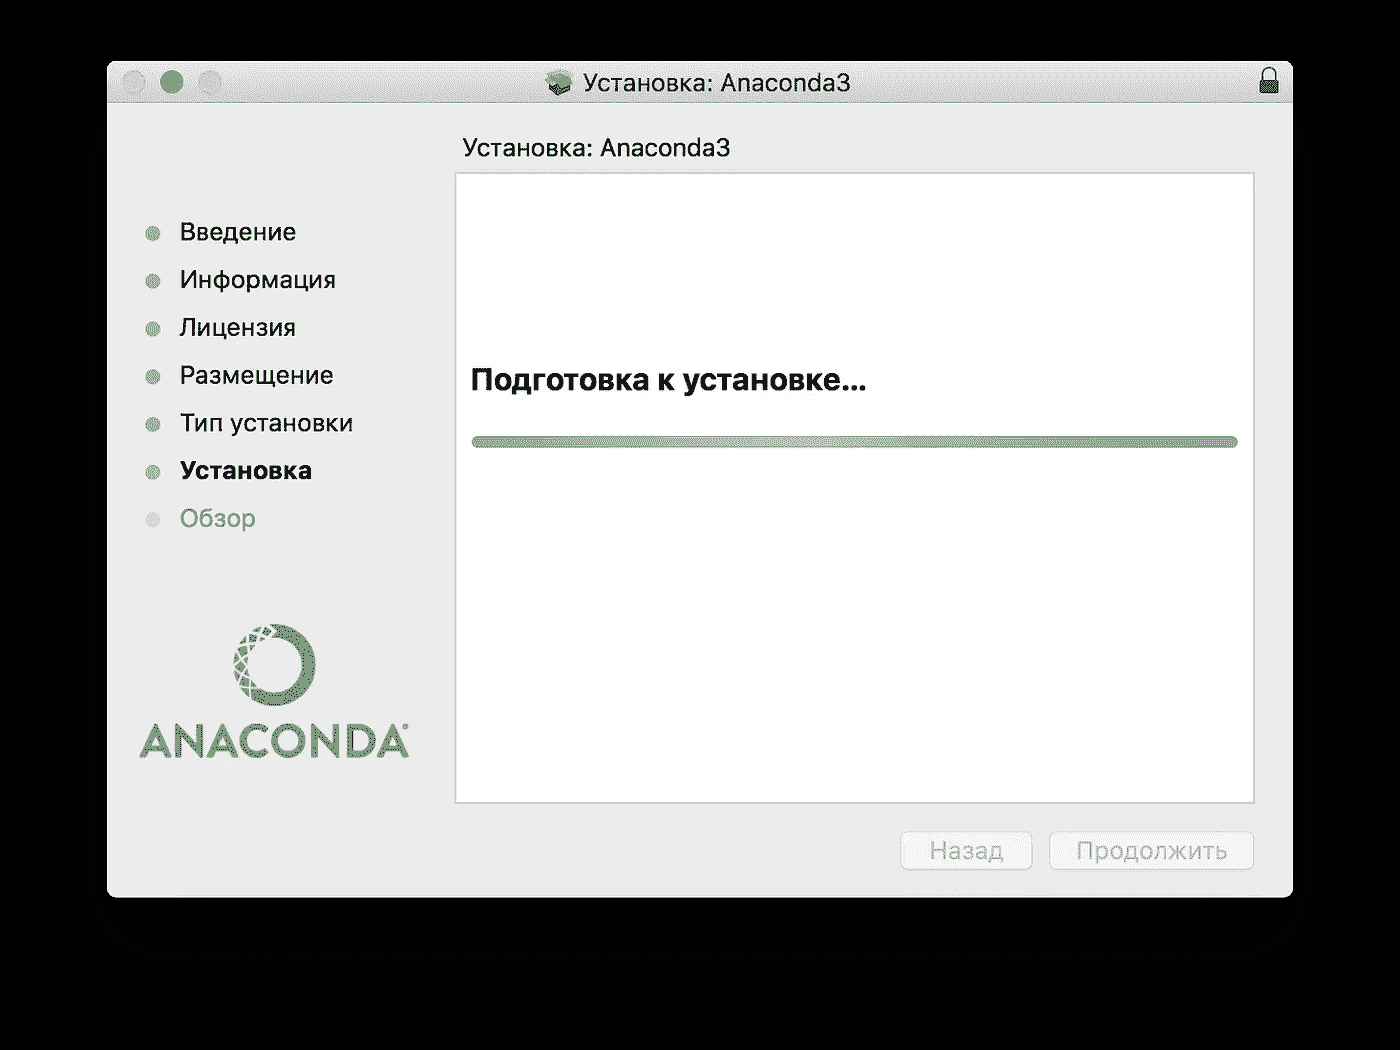 Установка: Anaconda3
Установка: Anaconda3
Введение
Информация
Лицензия
Размещение
Тип установки
Установка
Обзор
Подготовка к установке...
ANACONDA®
Назад
Продолжить